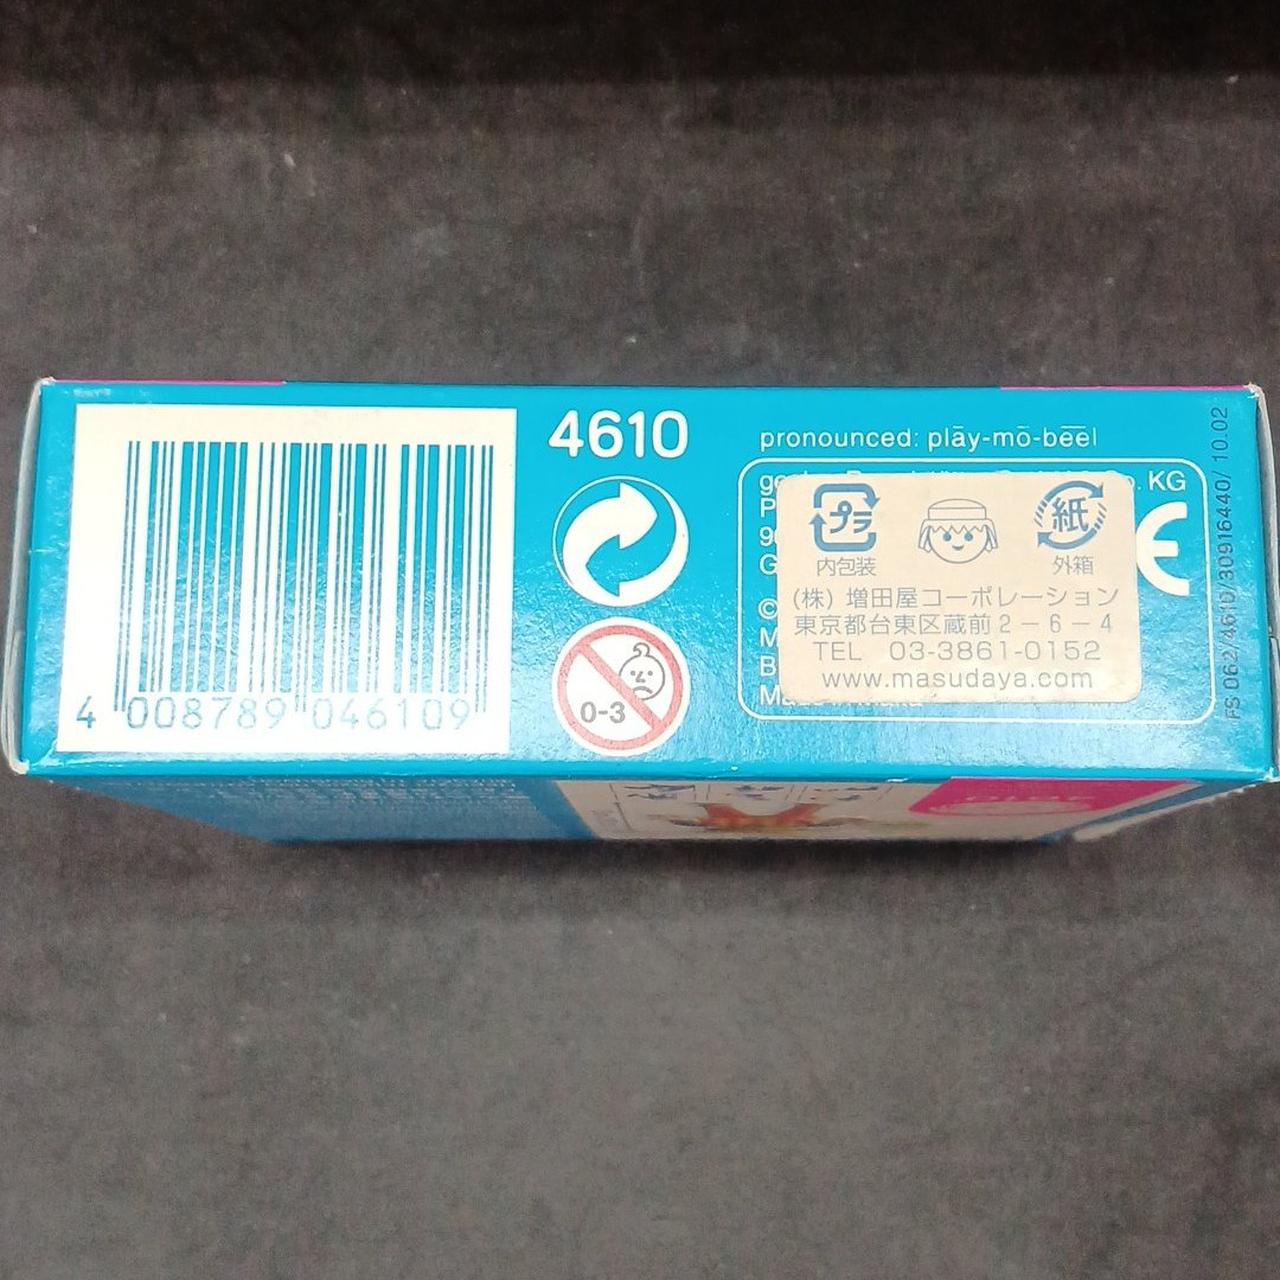 4610
pronounced: plāy-mō-bēēl
. KG
プラ
紙
内包装
外箱
(株) 増田屋コーポレーション
東京都台東区蔵前2-6-4
TEL 03-3861-0152
www.masudaya.com
CE
0-3
4 008789 046109
FS 062/4610/30916440/ 10.02